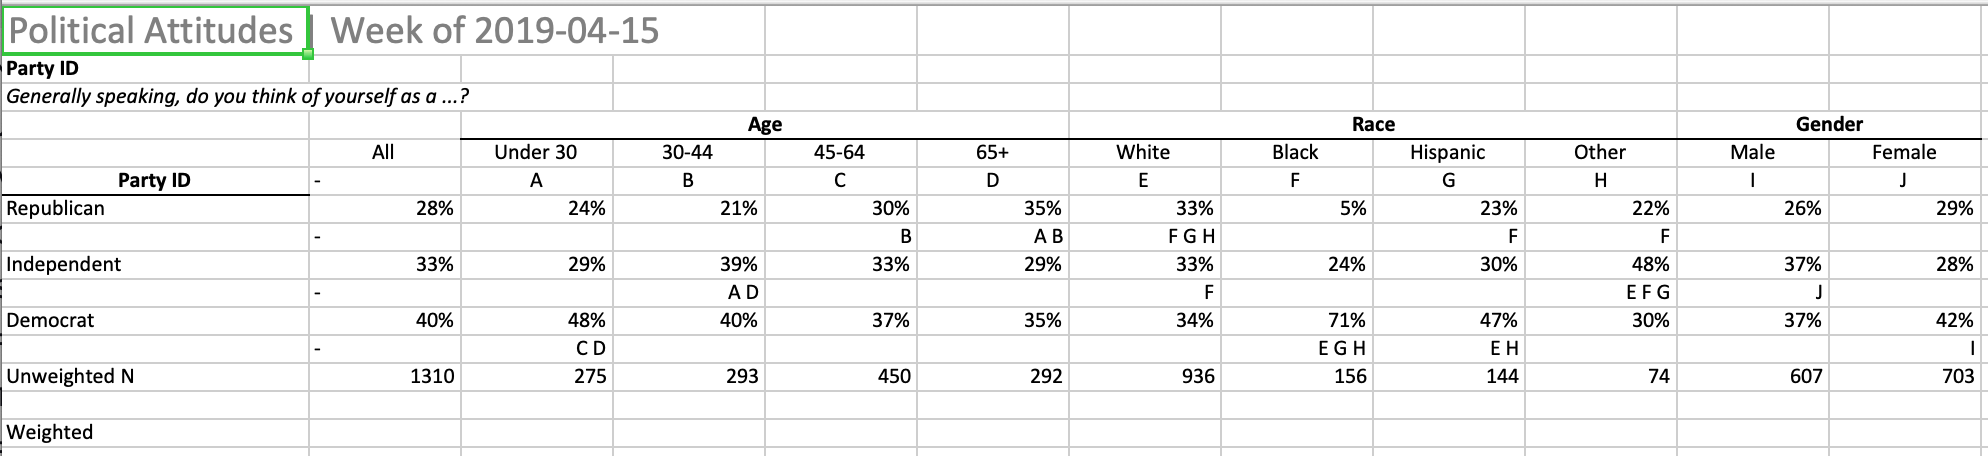 Political Attitudes | Week of 2019-04-15
Party ID
Generally speaking, do you think of yourself as a ...?
Age Race Gender
All Under 30 30-44 45-64 65+ White Black Hispanic Other Male Female
Party ID - A B C D E F G H I J
Republican 28% 24% 21% 30% 35% 33% 5% 23% 22% 26% 29%
- B A B F G H F F
Independent 33% 29% 39% 33% 29% 33% 24% 30% 48% 37% 28%
- A D F E F G J
Democrat 40% 48% 40% 37% 35% 34% 71% 47% 30% 37% 42%
- C D E G H E H I
Unweighted N 1310 275 293 450 292 936 156 144 74 607 703
Weighted